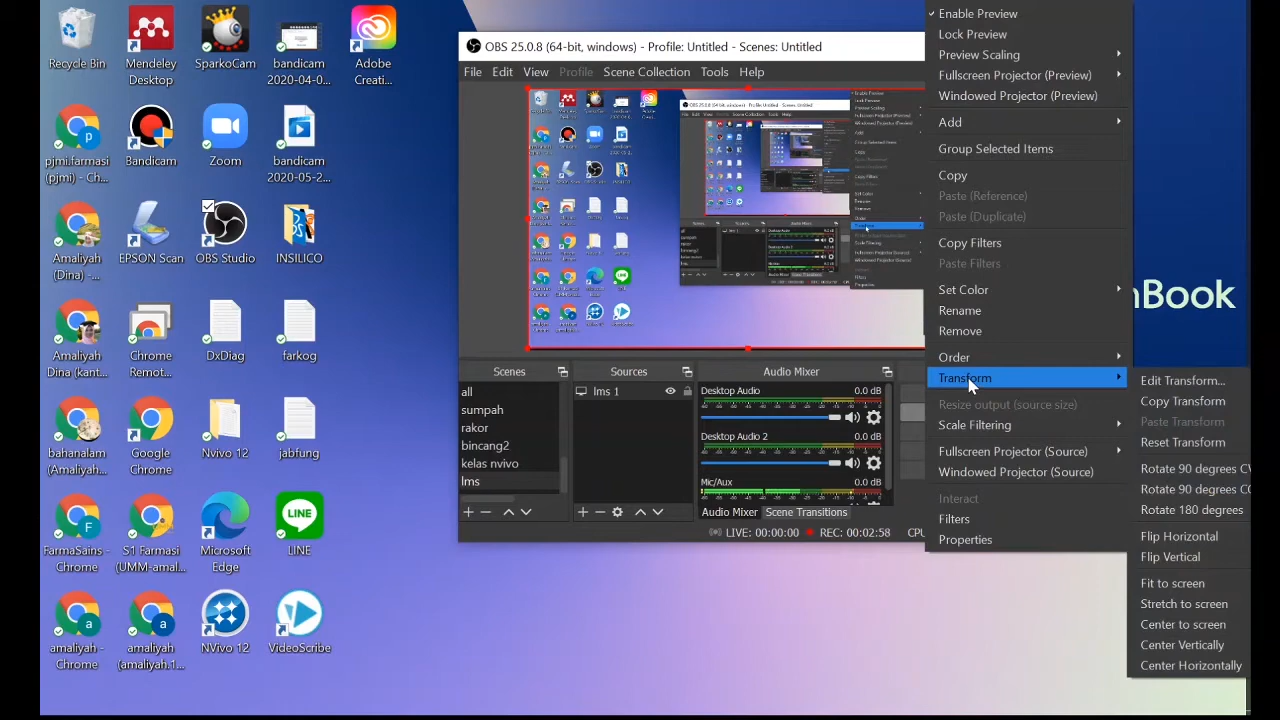 Recycle Bin
Mendeley
Desktop
SparkoCam
bandicam
2020-04-0...
Adobe
Creati...
pjmi.farmasi
(pjmi) - ...
Bandicam
Zoom
bandicam
2020-05-2...
Amaliyah
Dina (ina)...
EPSON Scan
OBS Studio
INSILICO
Amaliyah
Dina (kant...
Chrome
Remot...
DxDiag
farkog
bahan kti
(Amaliyah...
Google
Chrome
Nvivo 12
jabfung
FarmaSains -
Chrome
S1 Farmasi
(UMM-amal...
Microsoft
Edge
LINE
amaliyah -
Chrome
amaliyah
(amaliyah.1...
NVivo 12
VideoScribe
OBS 25.0.8 (64-bit, windows) - Profile: Untitled - Scenes: Untitled
File Edit View Profile Scene Collection Tools Help
Scenes
all
sumpah
rakor
bincang2
kelas nvivo
lms
Sources
lms 1
Audio Mixer
Desktop Audio 0.0 dB
Desktop Audio 2 0.0 dB
Mic/Aux 0.0 dB
Audio Mixer Scene Transitions
LIVE: 00:00:00 REC: 00:02:58 CPU
Enable Preview
Lock Preview
Preview Scaling
Fullscreen Projector (Preview)
Windowed Projector (Preview)
Add
Group Selected Items
Copy
Paste (Reference)
Paste (Duplicate)
Copy Filters
Paste Filters
Set Color
Rename
Remove
Order
Transform
Resize output (source size)
Scale Filtering
Fullscreen Projector (Source)
Windowed Projector (Source)
Interact
Filters
Properties
Edit Transform...
Copy Transform
Paste Transform
Reset Transform
Rotate 90 degrees CW
Rotate 90 degrees CC
Rotate 180 degrees
Flip Horizontal
Flip Vertical
Fit to screen
Stretch to screen
Center to screen
Center Vertically
Center Horizontally
nBook